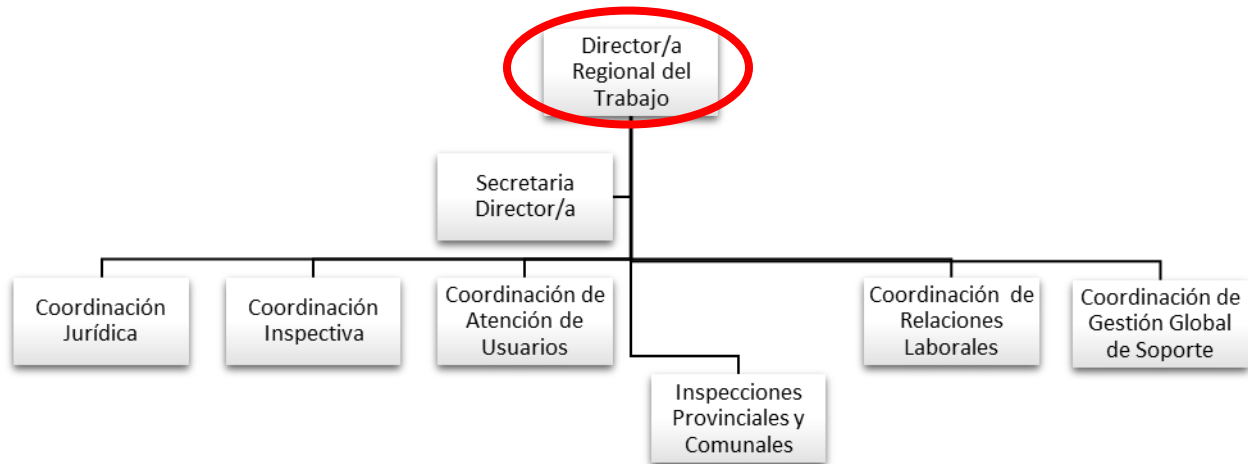 Director/a
Regional del
Trabajo
Secretaria
Director/a
Coordinación
Jurídica
Coordinación
Inspectiva
Coordinación de
Atención de
Usuarios
Coordinación de
Relaciones
Laborales
Coordinación de
Gestión Global
de Soporte
Inspecciones
Provinciales y
Comunales